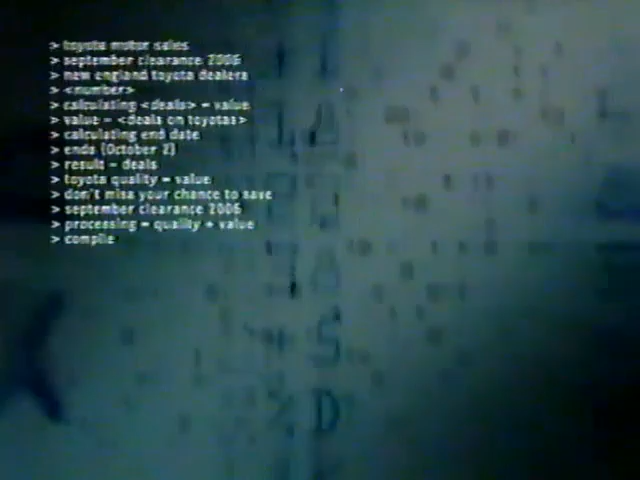 > toyota motor sales
> september clearance 2006
> new england toyota dealers
> <number>
> calculating <deals> = value
> value = <deals on toyotas>
> calculating end date
> ends (October 2)
> result = deals
> toyota quality = value
> don't miss your chance to save
> september clearance 2006
> processing = quality + value
> compile
S
D